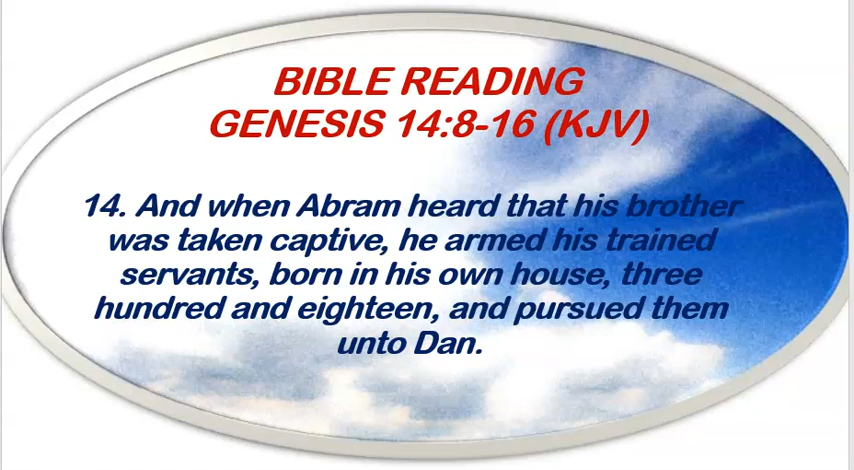 BIBLE READING
GENESIS 14:8-16 (KJV)
14. And when Abram heard that his brother
was taken captive, he armed his trained
servants, born in his own house, three
hundred and eighteen, and pursued them
unto Dan.